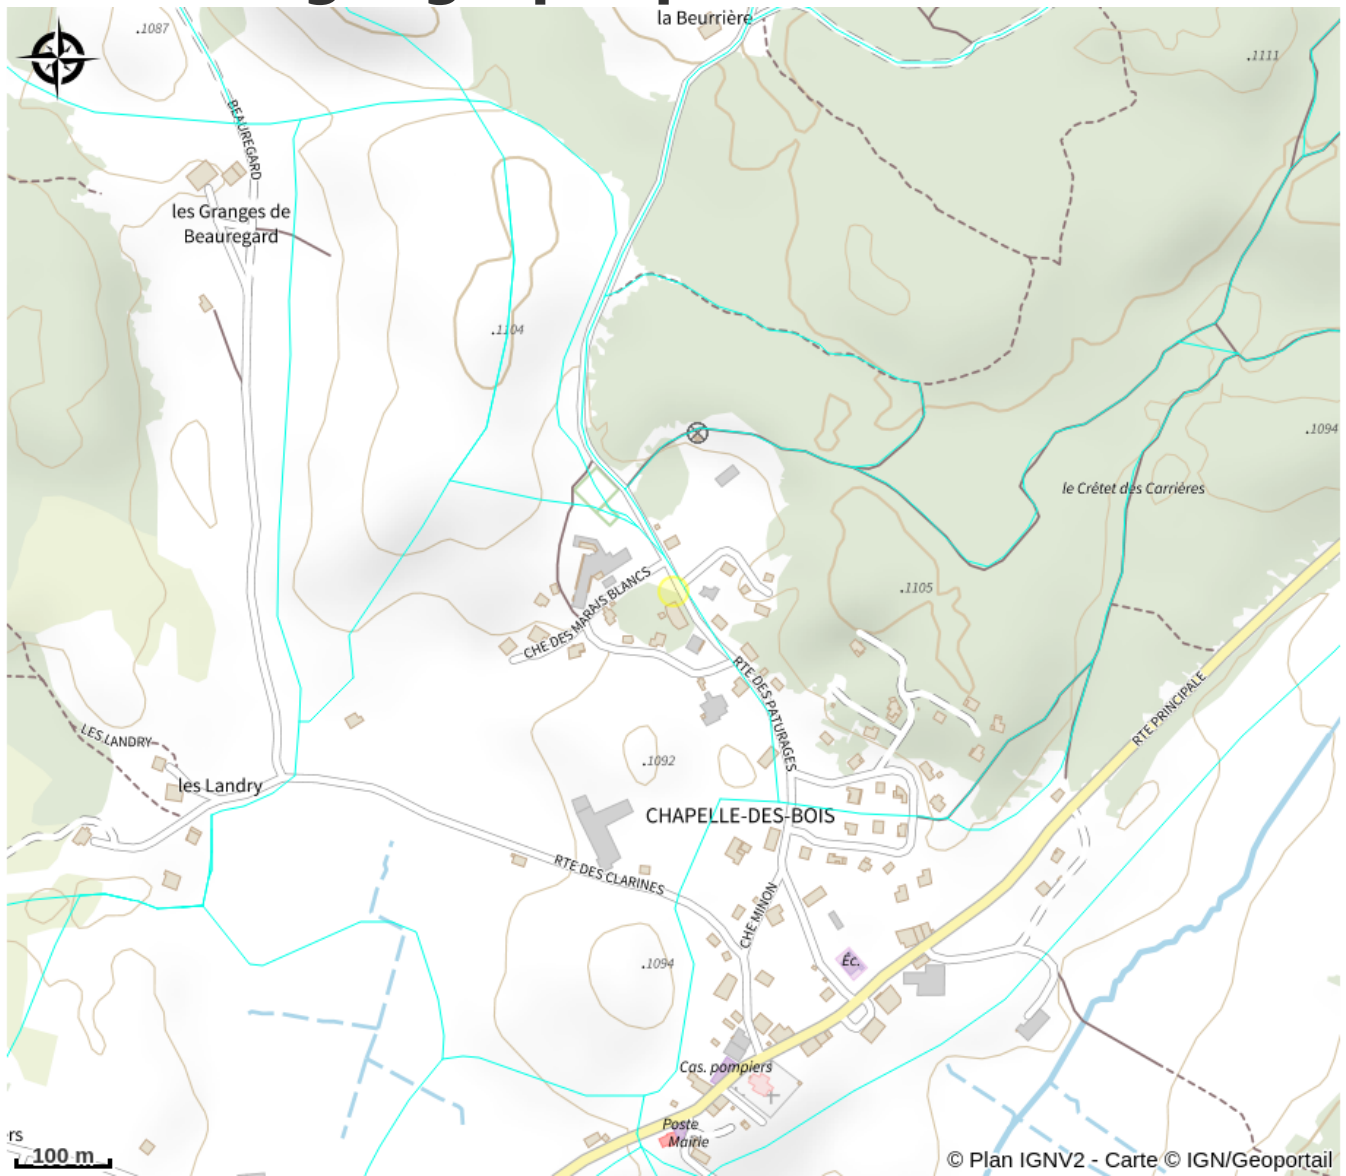 la Beurrière
.1087
.1111
BEAUREGARD
les Granges de
Beauregard
.1104
.1094
le Crêtet des Carrières
.1105
CHE DES MARAIS BLANCS
RTE DES PATURAGES
RTE PRINCIPALE
LES LANDRY
les Landry
.1092
CHAPELLE-DES-BOIS
RTE DES CLARINES
CHE MINON
Éc.
.1094
Cas. pompiers
Poste
Mairie
rs
100 m
© Plan IGNV2 - Carte © IGN/Geoportail